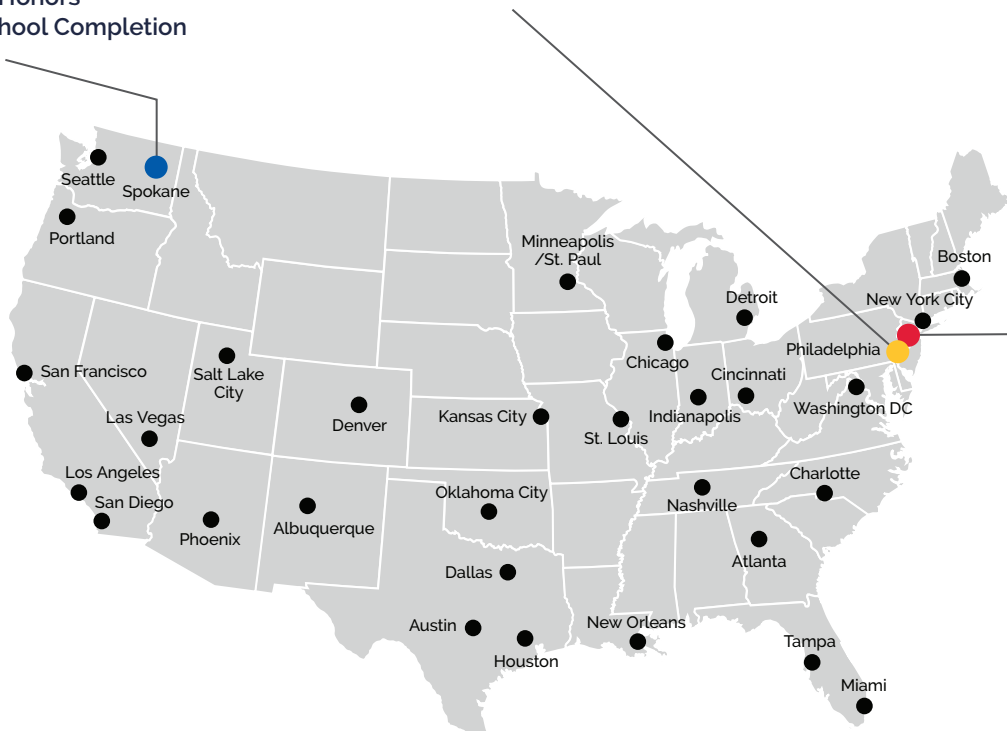 School Completion
Seattle
Spokane
Portland
Minneapolis
/St. Paul
Boston
New York City
Detroit
Philadelphia
Chicago
Cincinnati
San Francisco
Salt Lake
City
Washington DC
Las Vegas
Denver
Kansas City
Indianapolis
St. Louis
Los Angeles
San Diego
Oklahoma City
Charlotte
Nashville
Phoenix
Albuquerque
Atlanta
Dallas
Austin
New Orleans
Houston
Tampa
Miami